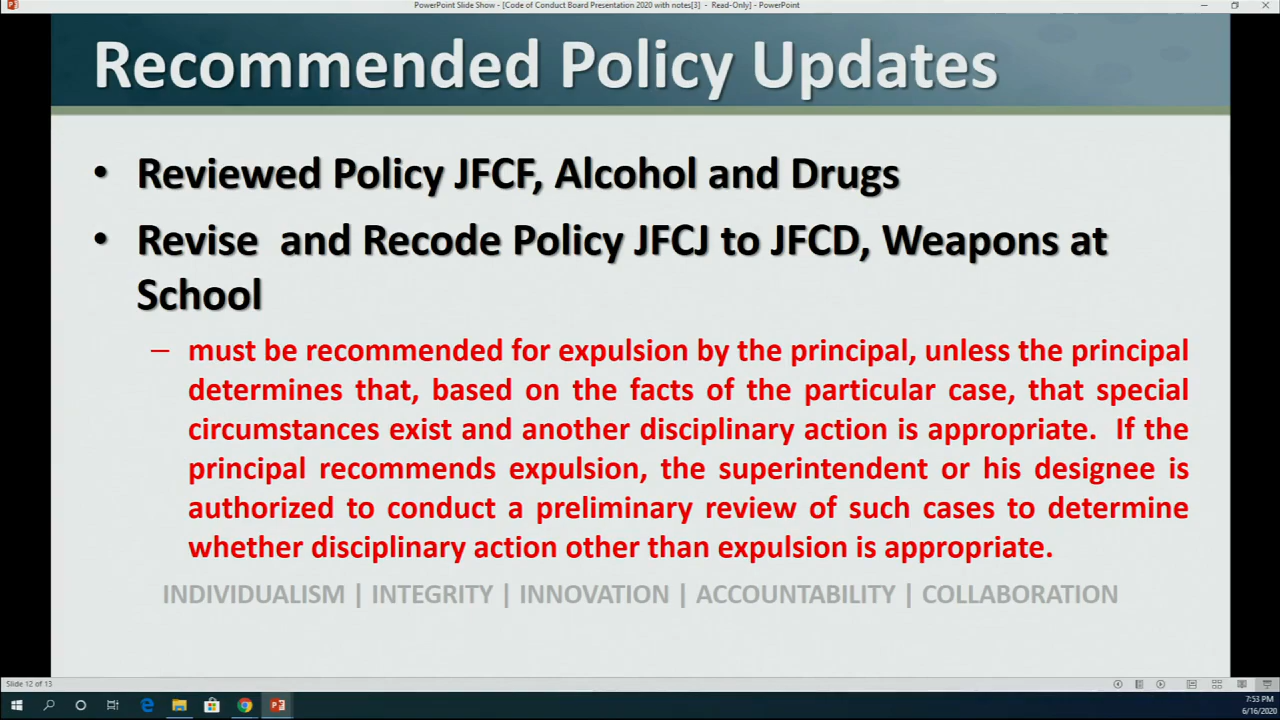 PowerPoint Slide Show - [Code of Conduct Board Presentation 2020 with notes[3] - Read-Only] - PowerPoint
Recommended Policy Updates
• Reviewed Policy JFCF, Alcohol and Drugs
• Revise and Recode Policy JFCJ to JFCD, Weapons at
School
– must be recommended for expulsion by the principal, unless the principal
determines that, based on the facts of the particular case, that special
circumstances exist and another disciplinary action is appropriate. If the
principal recommends expulsion, the superintendent or his designee is
authorized to conduct a preliminary review of such cases to determine
whether disciplinary action other than expulsion is appropriate.
INDIVIDUALISM | INTEGRITY | INNOVATION | ACCOUNTABILITY | COLLABORATION
Slide 12 of 13
7:53 PM
6/16/2020